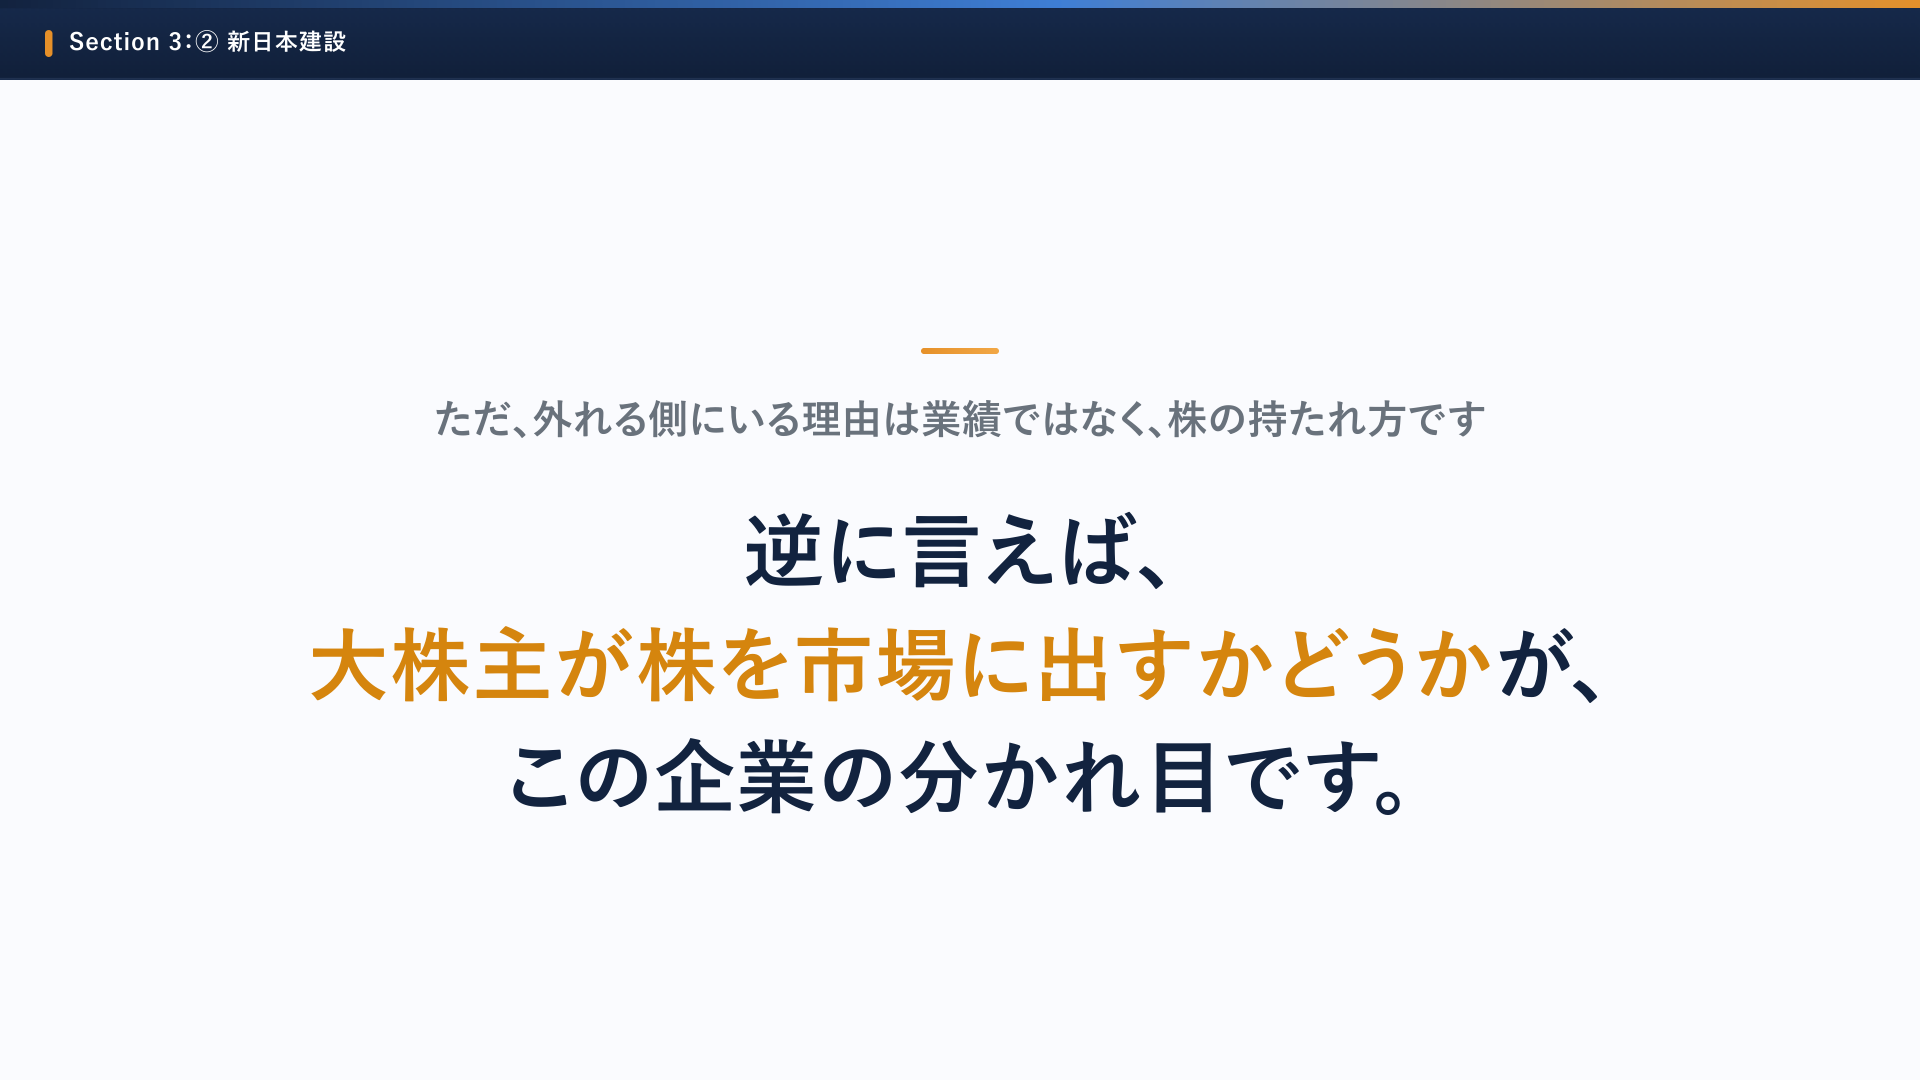 Section 3：② 新日本建設
ただ、外れる側にいる理由は業績ではなく、株の持たれ方です
逆に言えば、
大株主が株を市場に出すかどうかが、
この企業の分かれ目です。